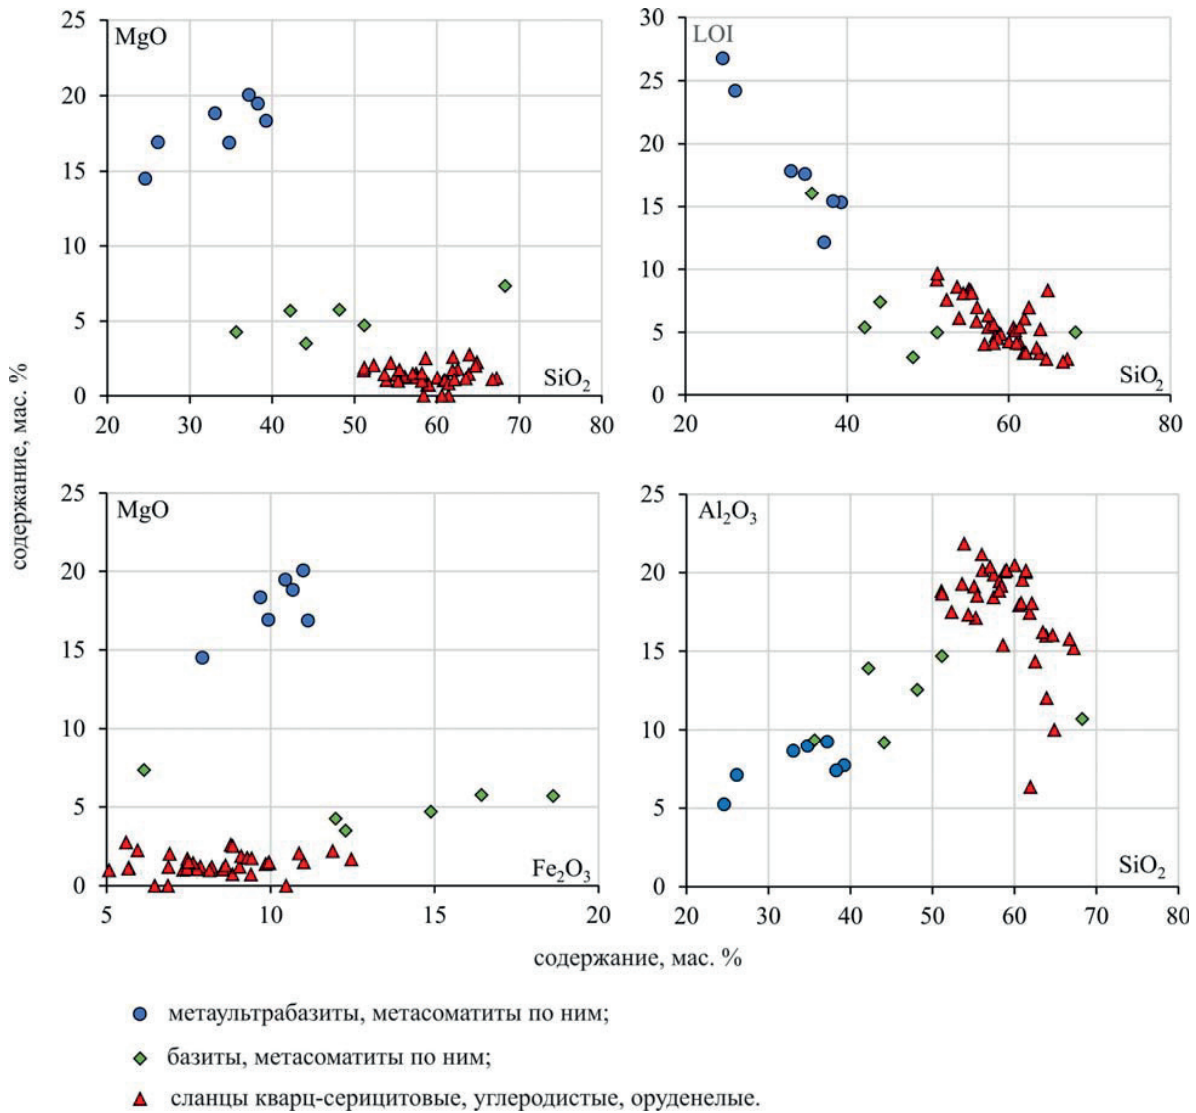 25
20
15
10
5
0
MgO
SiO₂
20 30 40 50 60 70 80
30
25
20
15
10
5
0
LOI
SiO₂
20 40 60 80
содержание, мас. %
25
20
15
10
5
0
MgO
Fe₂O₃
5 10 15 20
25
20
15
10
5
0
Al₂O₃
SiO₂
20 30 40 50 60 70 80
содержание, мас. %
метаультрабазиты, метасоматиты по ним;
базиты, метасоматиты по ним;
сланцы кварц-серицитовые, углеродистые, оруденелые.